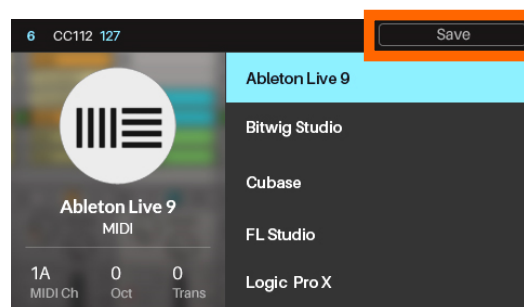 6 CC112 127 Save
Ableton Live 9
Bitwig Studio
Cubase
FL Studio
Logic Pro X
Ableton Live 9
MIDI
1A 0 0
MIDI Ch Oct Trans